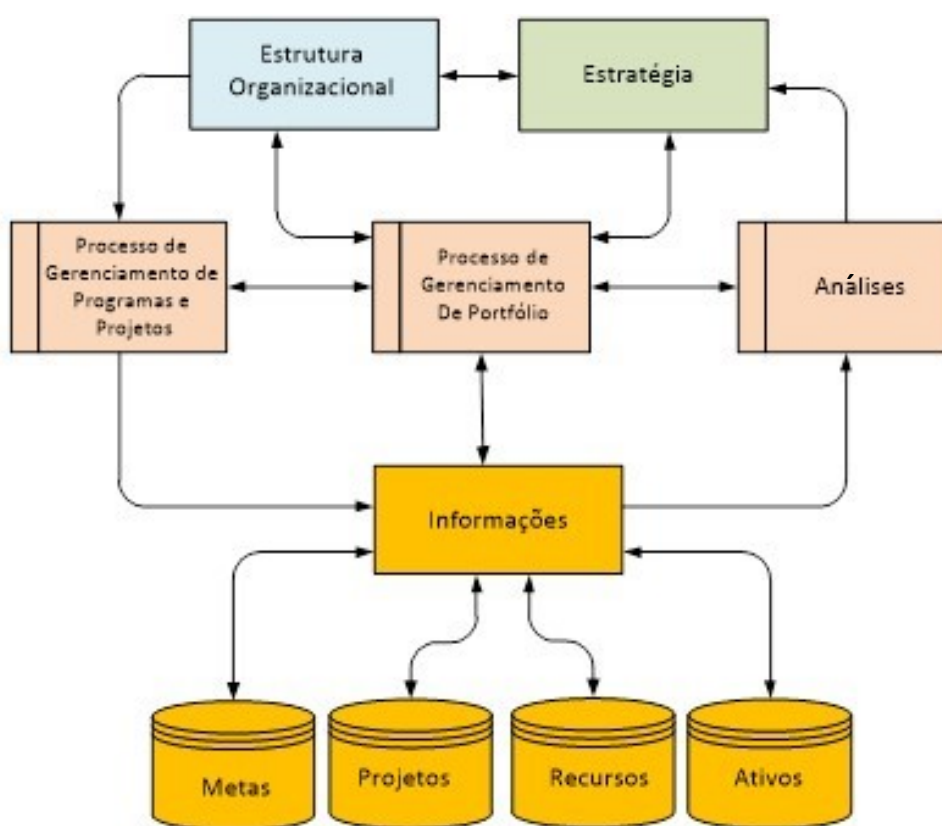 Estrutura
Organizacional
Estratégia
Processo de
Gerenciamento de
Programas e
Projetos
Processo de
Gerenciamento
De Portfólio
Análises
Informações
Metas
Projetos
Recursos
Ativos